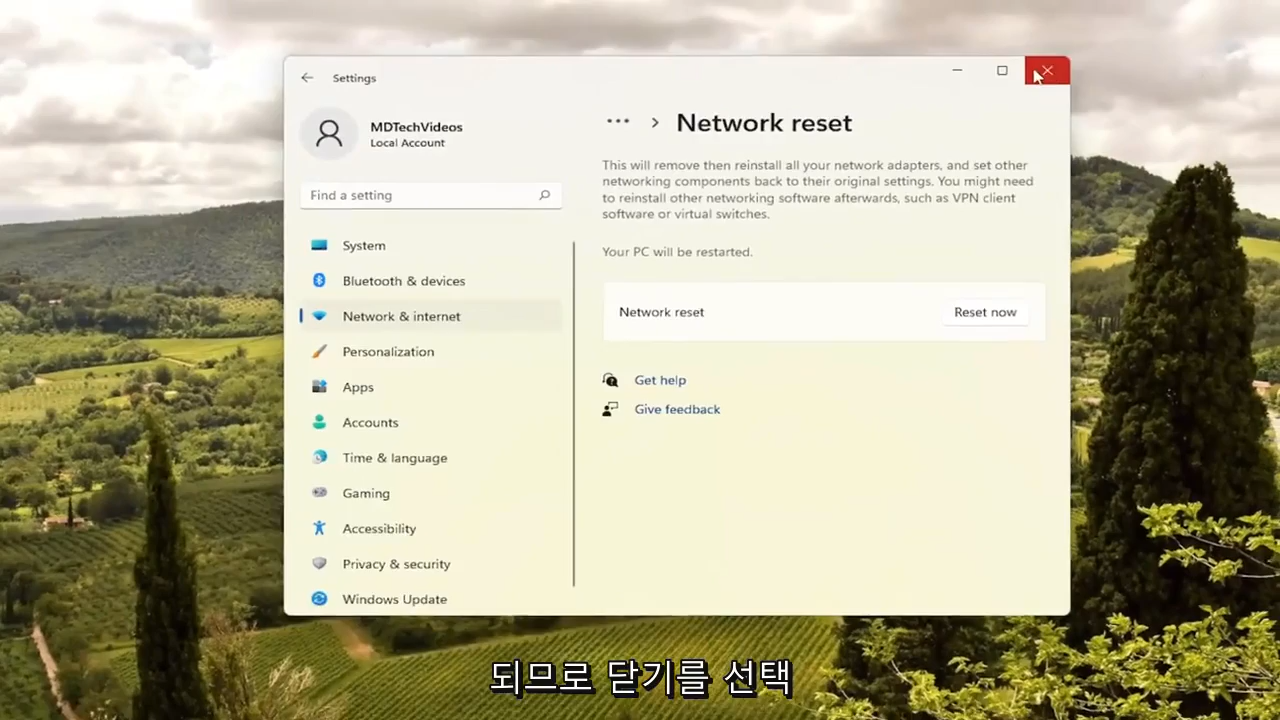 Settings
MDTechVideos
Local Account
Find a setting
System
Bluetooth & devices
Network & internet
Personalization
Apps
Accounts
Time & language
Gaming
Accessibility
Privacy & security
Windows Update
Network reset
This will remove then reinstall all your network adapters, and set other
networking components back to their original settings. You might need
to reinstall other networking software afterwards, such as VPN client
software or virtual switches.
Your PC will be restarted.
Network reset
Reset now
Get help
Give feedback
되므로 닫기를 선택